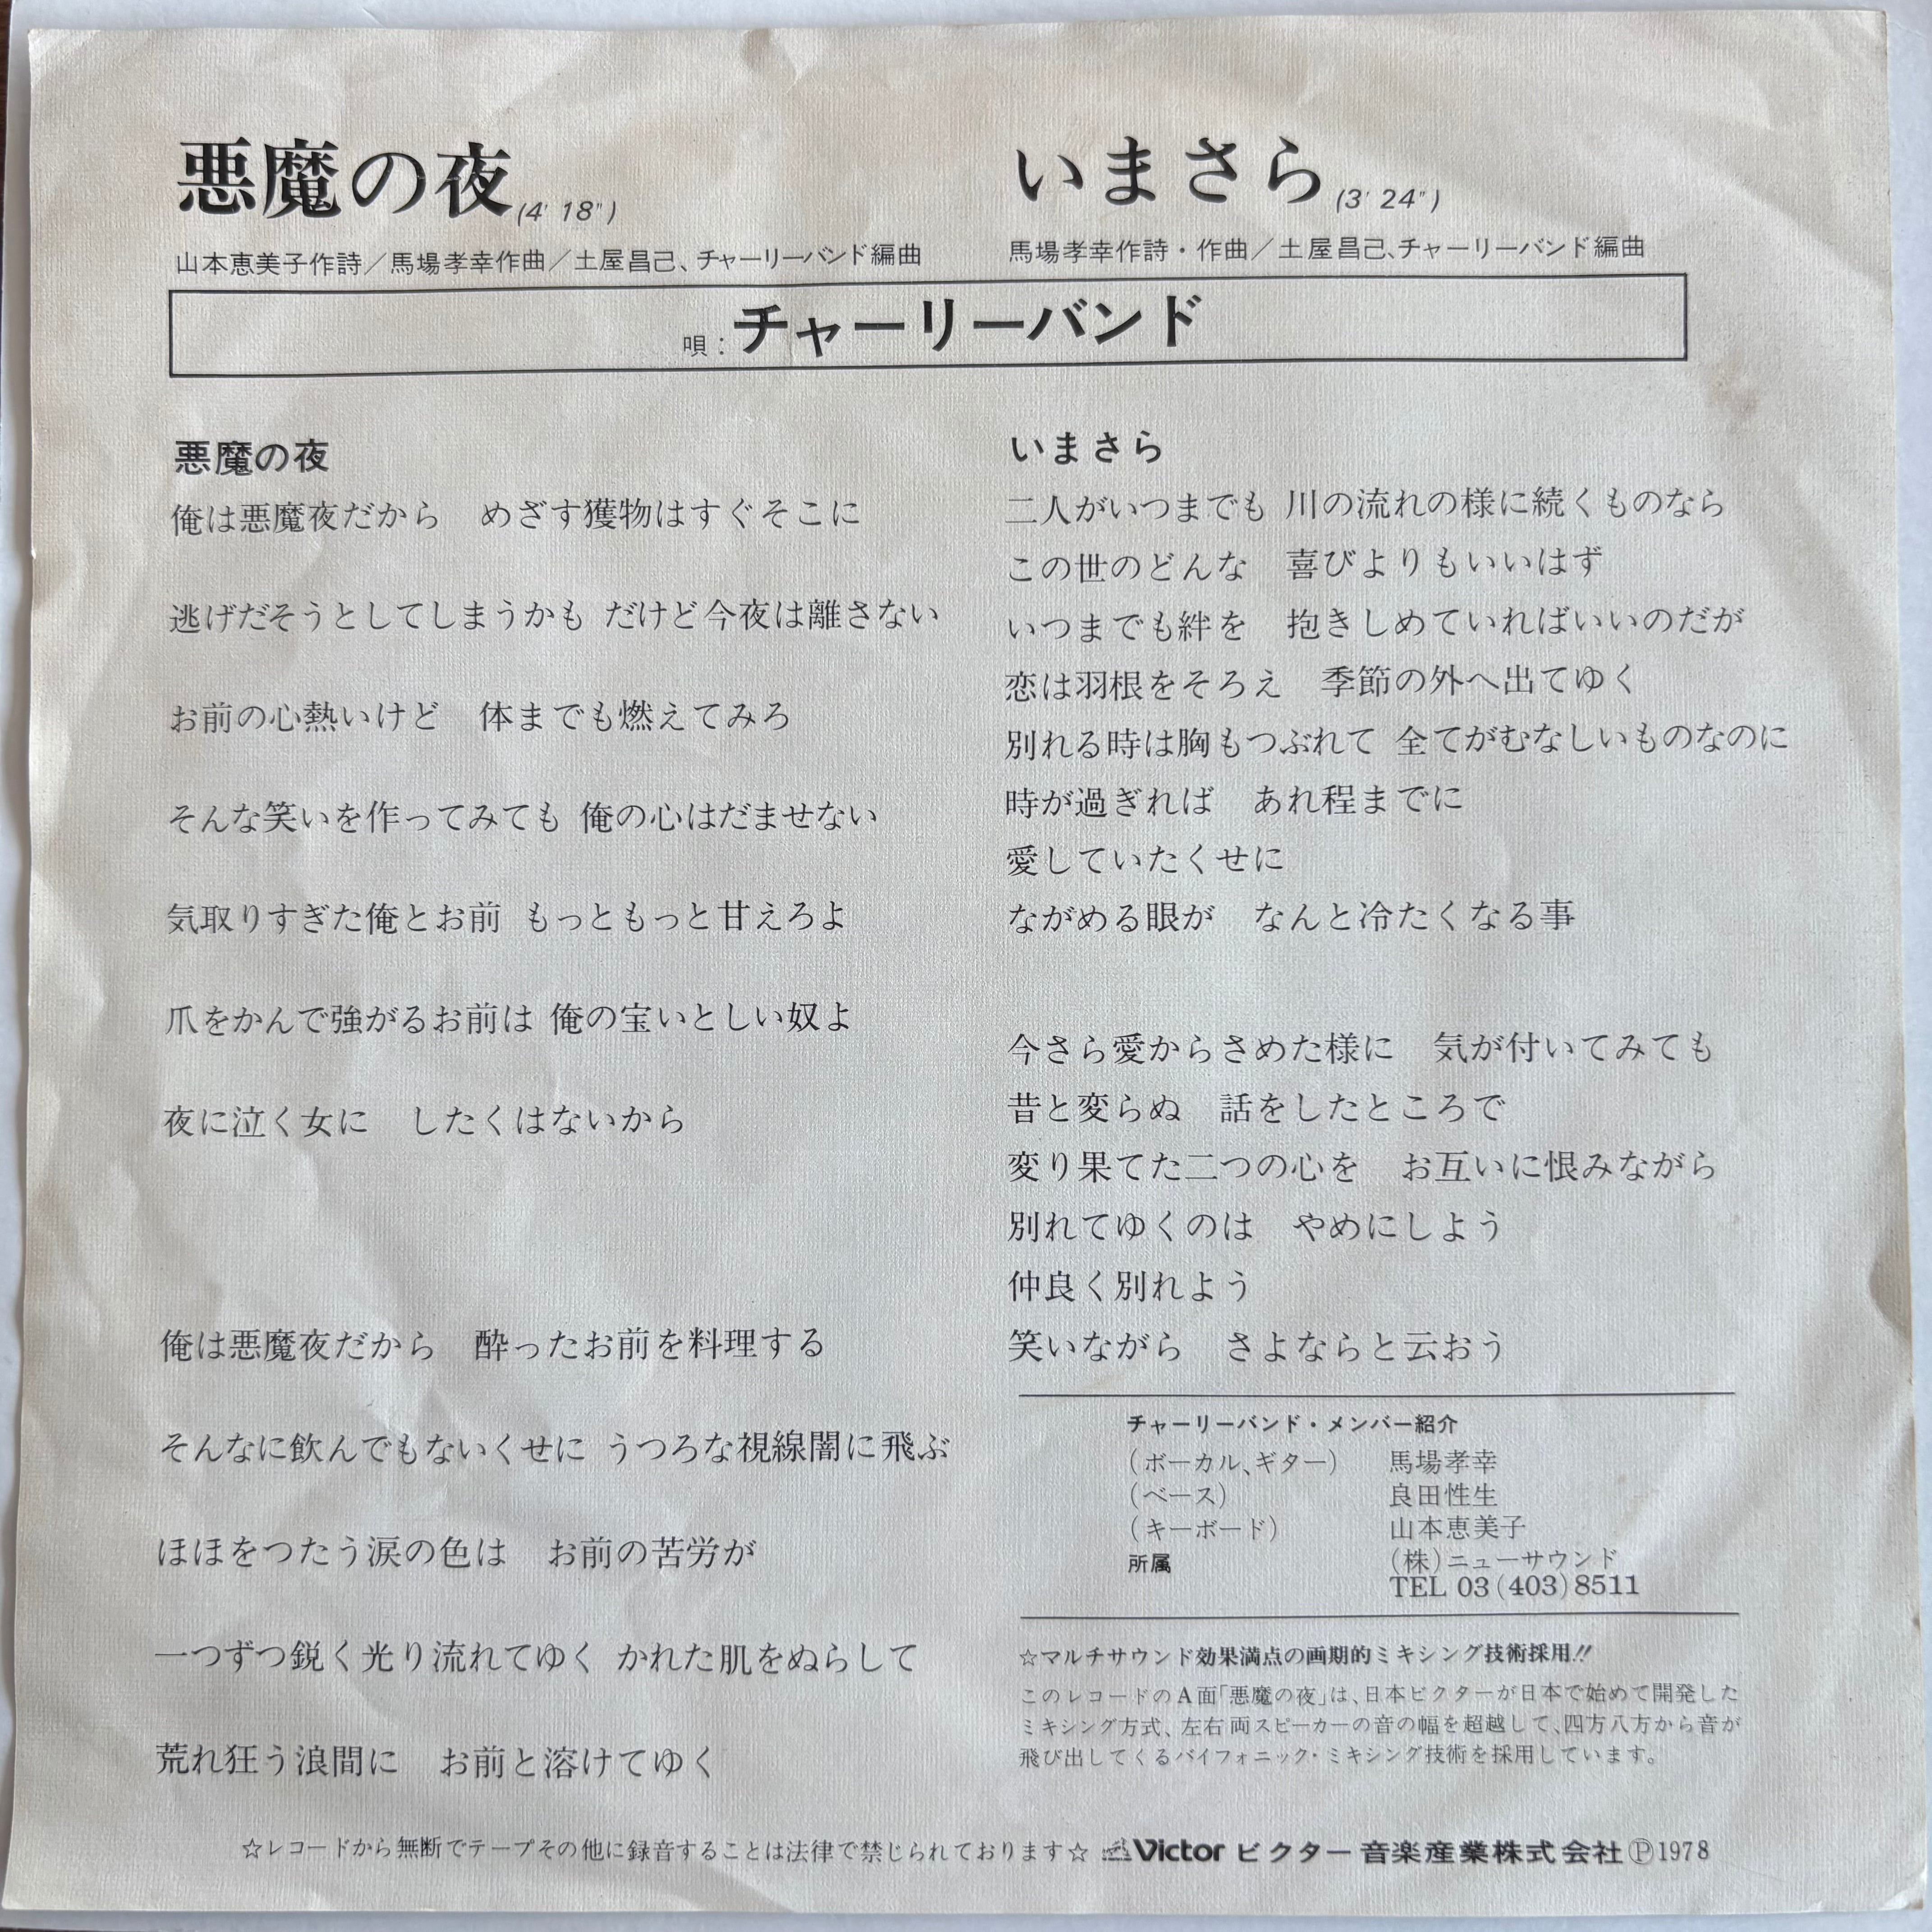 悪魔の夜(4′18″)
山本恵美子作詩／馬場孝幸作曲／土屋昌己、チャーリーバンド編曲
いまさら(3′24″)
馬場孝幸作詩・作曲／土屋昌己、チャーリーバンド編曲
唄：チャーリーバンド
悪魔の夜
俺は悪魔夜だから　めざす獲物はすぐそこに
逃げだそうとしてしまうかも　だけど今夜は離さない
お前の心熱いけど　体までも燃えてみろ
そんな笑いを作ってみても　俺の心はだませない
気取りすぎた俺とお前　もっともっと甘えろよ
爪をかんで強がるお前は　俺の宝いとしい奴よ
夜に泣く女に　したくはないから
俺は悪魔夜だから　酔ったお前を料理する
そんなに飲んでもないくせに　うつろな視線闇に飛ぶ
ほほをつたう涙の色は　お前の苦労が
一つずつ鋭く光り流れてゆく　かれた肌をぬらして
荒れ狂う浪間に　お前と溶けてゆく
いまさら
二人がいつまでも　川の流れの様に続くものなら
この世のどんな　喜びよりもいいはず
いつまでも絆を　抱きしめていればいいのだが
恋は羽根をそろえ　季節の外へ出てゆく
別れる時は胸もつぶれて　全てがむなしいものなのに
時が過ぎれば　あれ程までに
愛していたくせに
ながめる眼が　なんと冷たくなる事
今さら愛からさめた様に　気が付いてみても
昔と変らぬ　話をしたところで
変り果てた二つの心を　お互いに恨みながら
別れてゆくのは　やめにしよう
仲良く別れよう
笑いながら　さよならと云おう
チャーリーバンド・メンバー紹介
(ボーカル、ギター)　馬場孝幸
(ベース)　良田性生
(キーボード)　山本恵美子
所属　(株)ニューサウンド
TEL 03(403)8511
☆マルチサウンド効果満点の画期的ミキシング技術採用!!
このレコードのA面「悪魔の夜」は、日本ビクターが日本で始めて開発した
ミキシング方式、左右両スピーカーの音の幅を超越して、四方八方から音が
飛び出してくるバイフォニック・ミキシング技術を採用しています。
☆レコードから無断でテープその他に録音することは法律で禁じられております☆ Victor ビクター音楽産業株式会社 Ⓟ1978